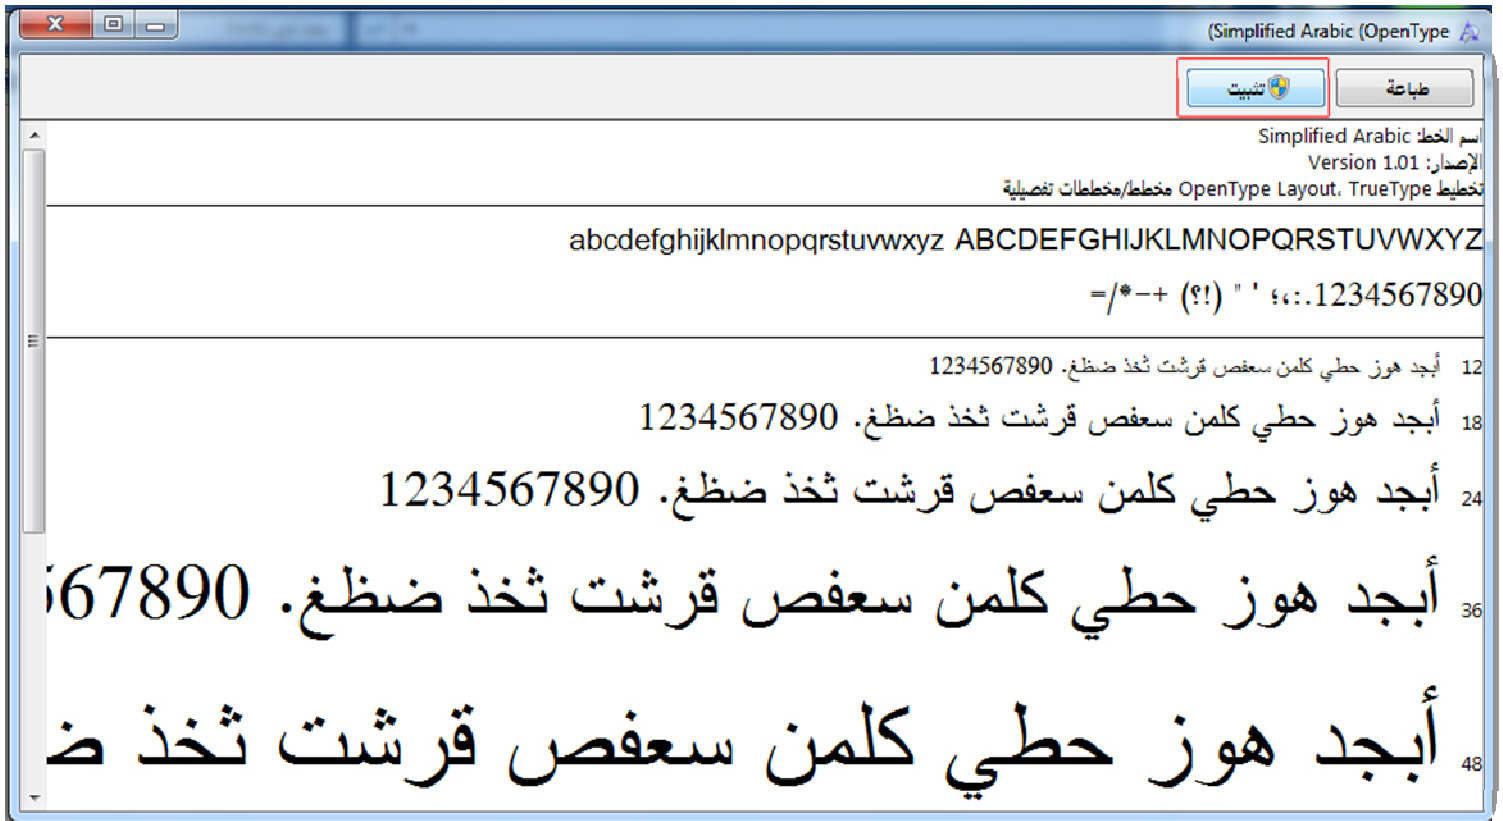 (Simplified Arabic (OpenType
طباعة
تثبيت
اسم الخط: Simplified Arabic
الإصدار: Version 1.01
تخطيط OpenType Layout، TrueType مخطط/مخططات تفصيلية
abcdefghijklmnopqrstuvwxyz ABCDEFGHIJKLMNOPQRSTUVWXYZ
1234567890.:،؛ ' " (!؟) +-*/=
12 أبجد هوز حطي كلمن سعفص قرشت ثخذ ضظغ. 1234567890
18 أبجد هوز حطي كلمن سعفص قرشت ثخذ ضظغ. 1234567890
24 أبجد هوز حطي كلمن سعفص قرشت ثخذ ضظغ. 1234567890
36 أبجد هوز حطي كلمن سعفص قرشت ثخذ ضظغ. 567890
48 أبجد هوز حطي كلمن سعفص قرشت ثخذ ض